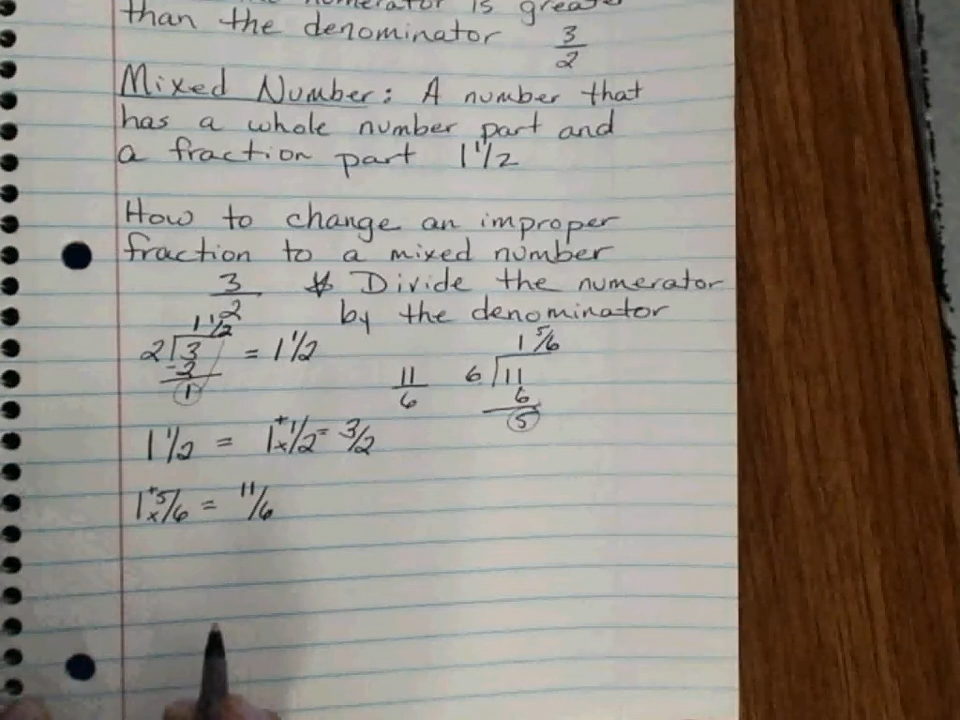 numerator is greater
than the denominator 3/2
Mixed Number: A number that
has a whole number part and
a fraction part 1 1/2
How to change an improper
fraction to a mixed number
3/2 * Divide the numerator
by the denominator
1 1/2
2)3 = 1 1/2
-2
1
11/6
1 5/6
6)11
6
5
1 1/2 = 1 + x 1/2 = 3/2
1 + x 5/6 = 11/6